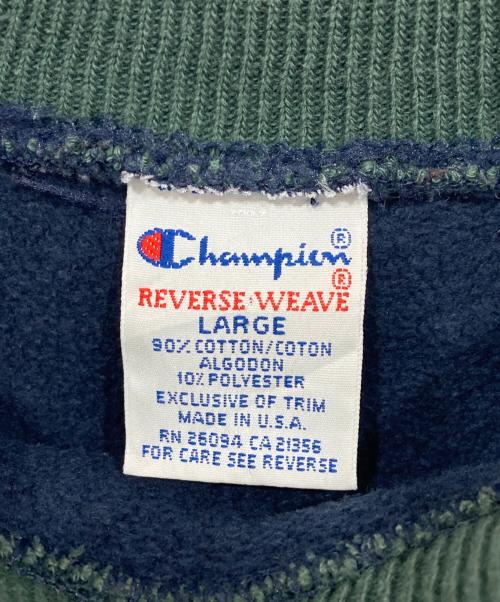 Champion®
REVERSE WEAVE®
LARGE
90% COTTON/COTON
ALGODON
10% POLYESTER
EXCLUSIVE OF TRIM
MADE IN U.S.A.
RN 26094 CA 21356
FOR CARE SEE REVERSE